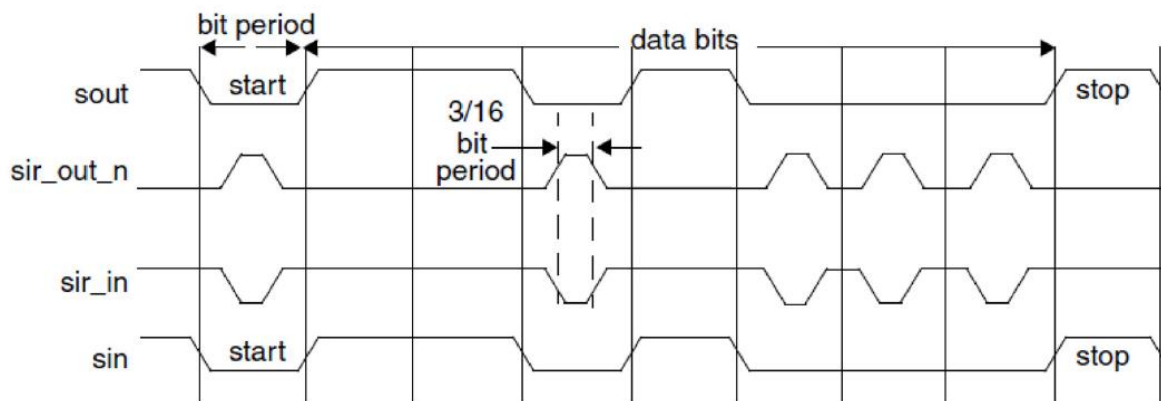 bit period
data bits
sout
start
stop
3/16
bit
period
sir_out_n
sir_in
sin
start
stop